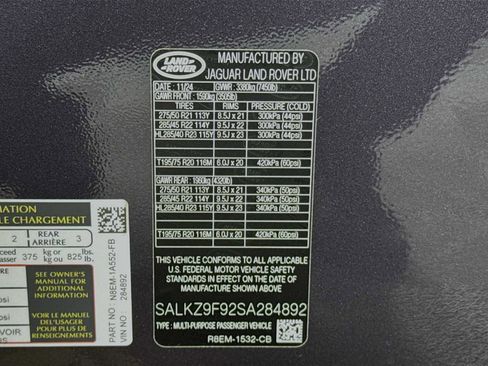 LAND
ROVER
MANUFACTURED BY
JAGUAR LAND ROVER LTD
DATE : 11/24 GVWR : 3380kg (7450lb)
GAWR FRONT : 1590kg (3505lb)
TIRES RIMS PRESSURE (COLD)
275/50 R21 113Y 8.5J x 21 300kPa (44psi)
285/45 R22 114Y 9.5J x 22 300kPa (44psi)
HL285/40 R23 115Y 9.5J x 23 300kPa (44psi)
T195/75 R20 116M 6.0J x 20 420kPa (60psi)
GAWR REAR : 1960kg (4320lb)
275/50 R21 113Y 8.5J x 21 340kPa (50psi)
285/45 R22 114Y 9.5J x 22 340kPa (50psi)
HL285/40 R23 115Y 9.5J x 23 340kPa (50psi)
T195/75 R20 116M 6.0J x 20 420kPa (60psi)
THIS VEHICLE CONFORMS TO ALL APPLICABLE
U.S. FEDERAL MOTOR VEHICLE SAFETY
STANDARDS IN EFFECT ON THE DATE OF
MANUFACTURE SHOWN ABOVE.
SALKZ9F92SA284892
TYPE : MULTI-PURPOSE PASSENGER VEHICLE
R6EM-1532-CB
MATION
LE CHARGEMENT
2 REAR
ARRIÈRE 3
375 kg or
kg ou 825 lb.
SEE OWNER'S
MANUAL FOR
ADDITIONAL
INFORMATION
VOIR LE MANUEL
DE L'USAGER
POUR PLUS DE
RENSEIGNEMENTS
N8EM-1A552-FB
V/N: 284892